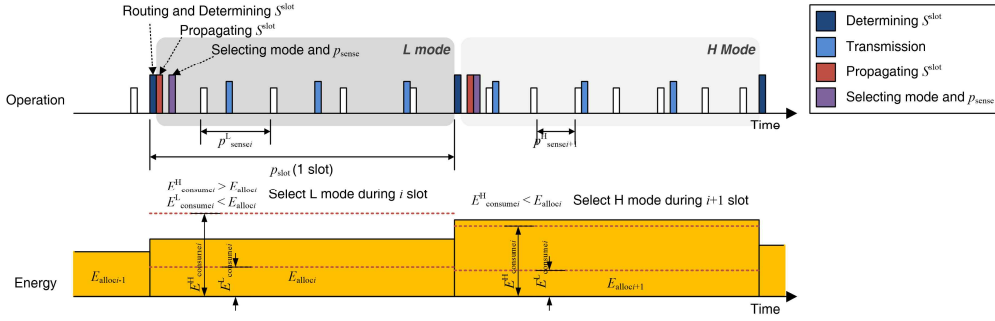 Routing and Determining S^slot
Propagating S^slot
Selecting mode and p_sense
L mode
H Mode
Determining S^slot
Transmission
Propagating S^slot
Selecting mode and p_sense
Operation
Time
p^L_sensei
p^H_sensei+1
p_slot (1 slot)
E^H_consumei > E_alloci
E^L_consumei < E_alloci
Select L mode during i slot
E^H_consumei < E_alloci
Select H mode during i+1 slot
E^H_consumei
E^L_consumei
E^H_consumei
E^L_consumei
Energy
E_alloci-1
E_alloci
E_alloci+1
Time